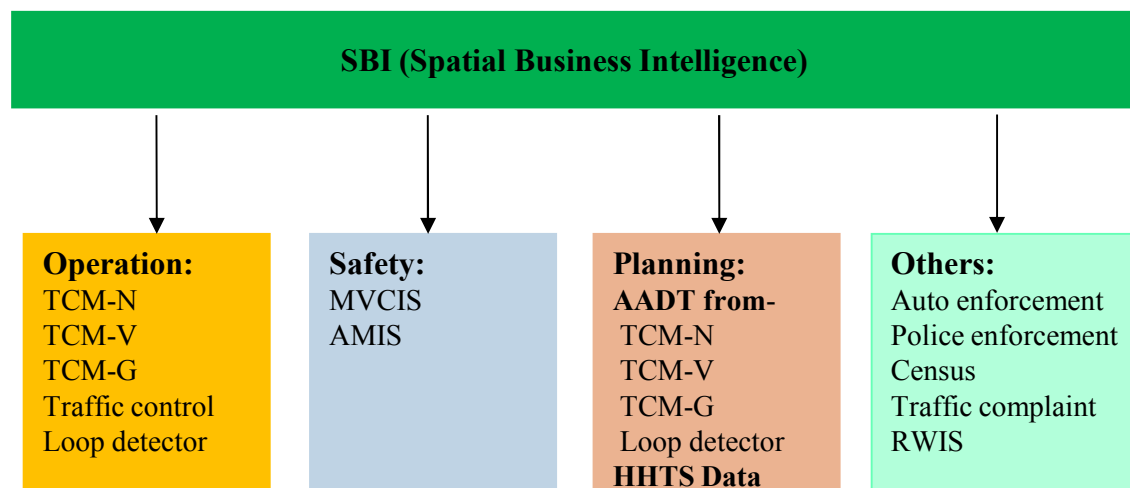 SBI (Spatial Business Intelligence)
Operation:
TCM-N
TCM-V
TCM-G
Traffic control
Loop detector
Safety:
MVCIS
AMIS
Planning:
AADT from-
TCM-N
TCM-V
TCM-G
Loop detector
HHTS Data
Others:
Auto enforcement
Police enforcement
Census
Traffic complaint
RWIS